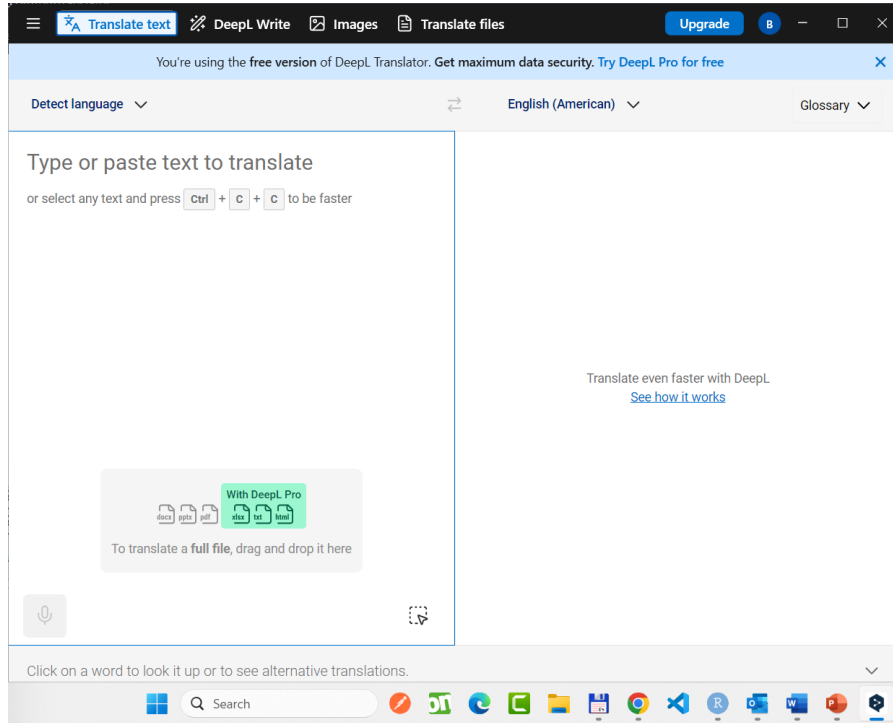 Translate text DeepL Write Images Translate files Upgrade B
You're using the free version of DeepL Translator. Get maximum data security. Try DeepL Pro for free
Detect language English (American) Glossary
Type or paste text to translate
or select any text and press Ctrl + C + C to be faster
Translate even faster with DeepL
See how it works
With DeepL Pro
docx pptx pdf xlsx txt html
To translate a full file, drag and drop it here
Click on a word to look it up or to see alternative translations.
Search